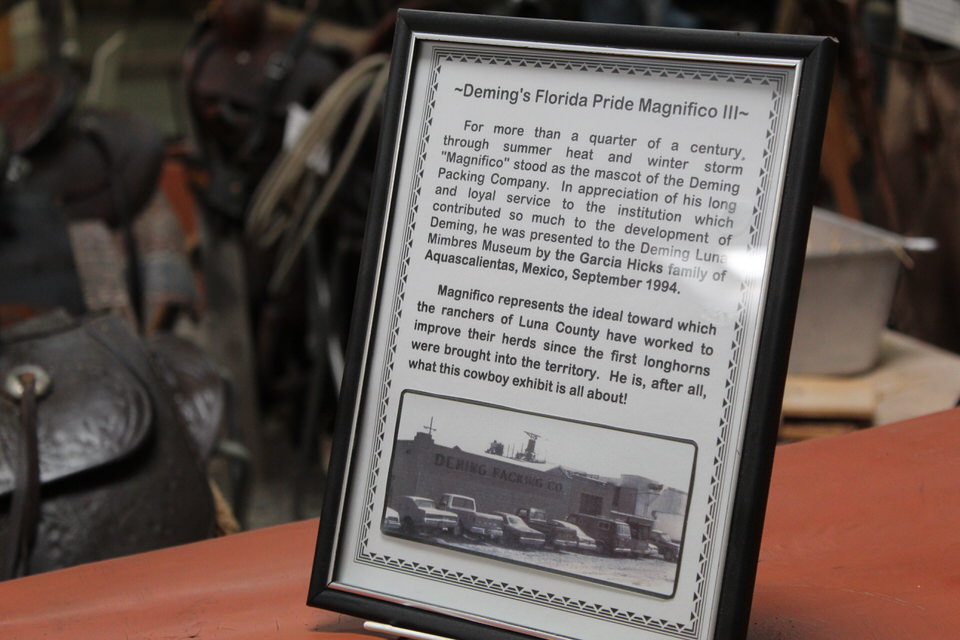 ~Deming's Florida Pride Magnifico III~
For more than a quarter of a century,
through summer heat and winter storm
"Magnifico" stood as the mascot of the Deming
Packing Company. In appreciation of his long
and loyal service to the institution which
contributed so much to the development of
Deming, he was presented to the Deming Luna
Mimbres Museum by the Garcia Hicks family of
Aquascalientas, Mexico, September 1994.
Magnifico represents the ideal toward which
the ranchers of Luna County have worked to
improve their herds since the first longhorns
were brought into the territory. He is, after all,
what this cowboy exhibit is all about!
DEMING PACKING CO